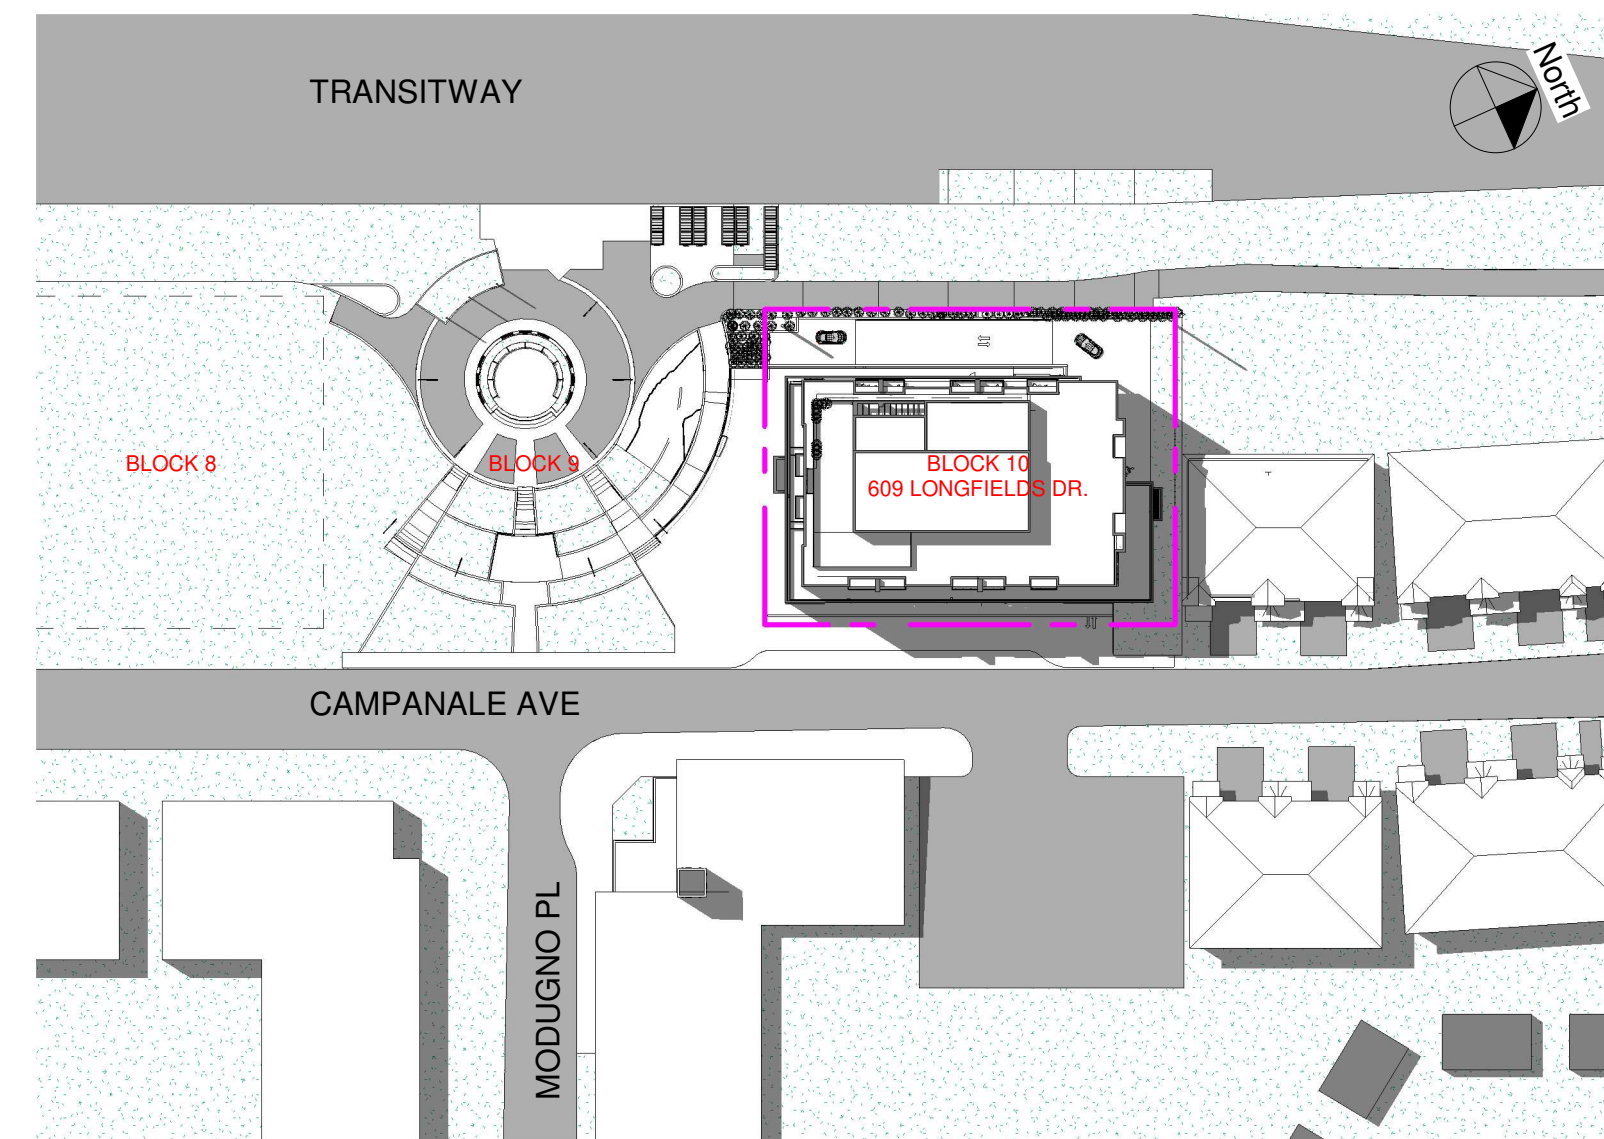 TRANSITWAY
North
BLOCK 8
BLOCK 9
BLOCK 10
609 LONGFIELDS DR.
CAMPANALE AVE
MODUGNO PL